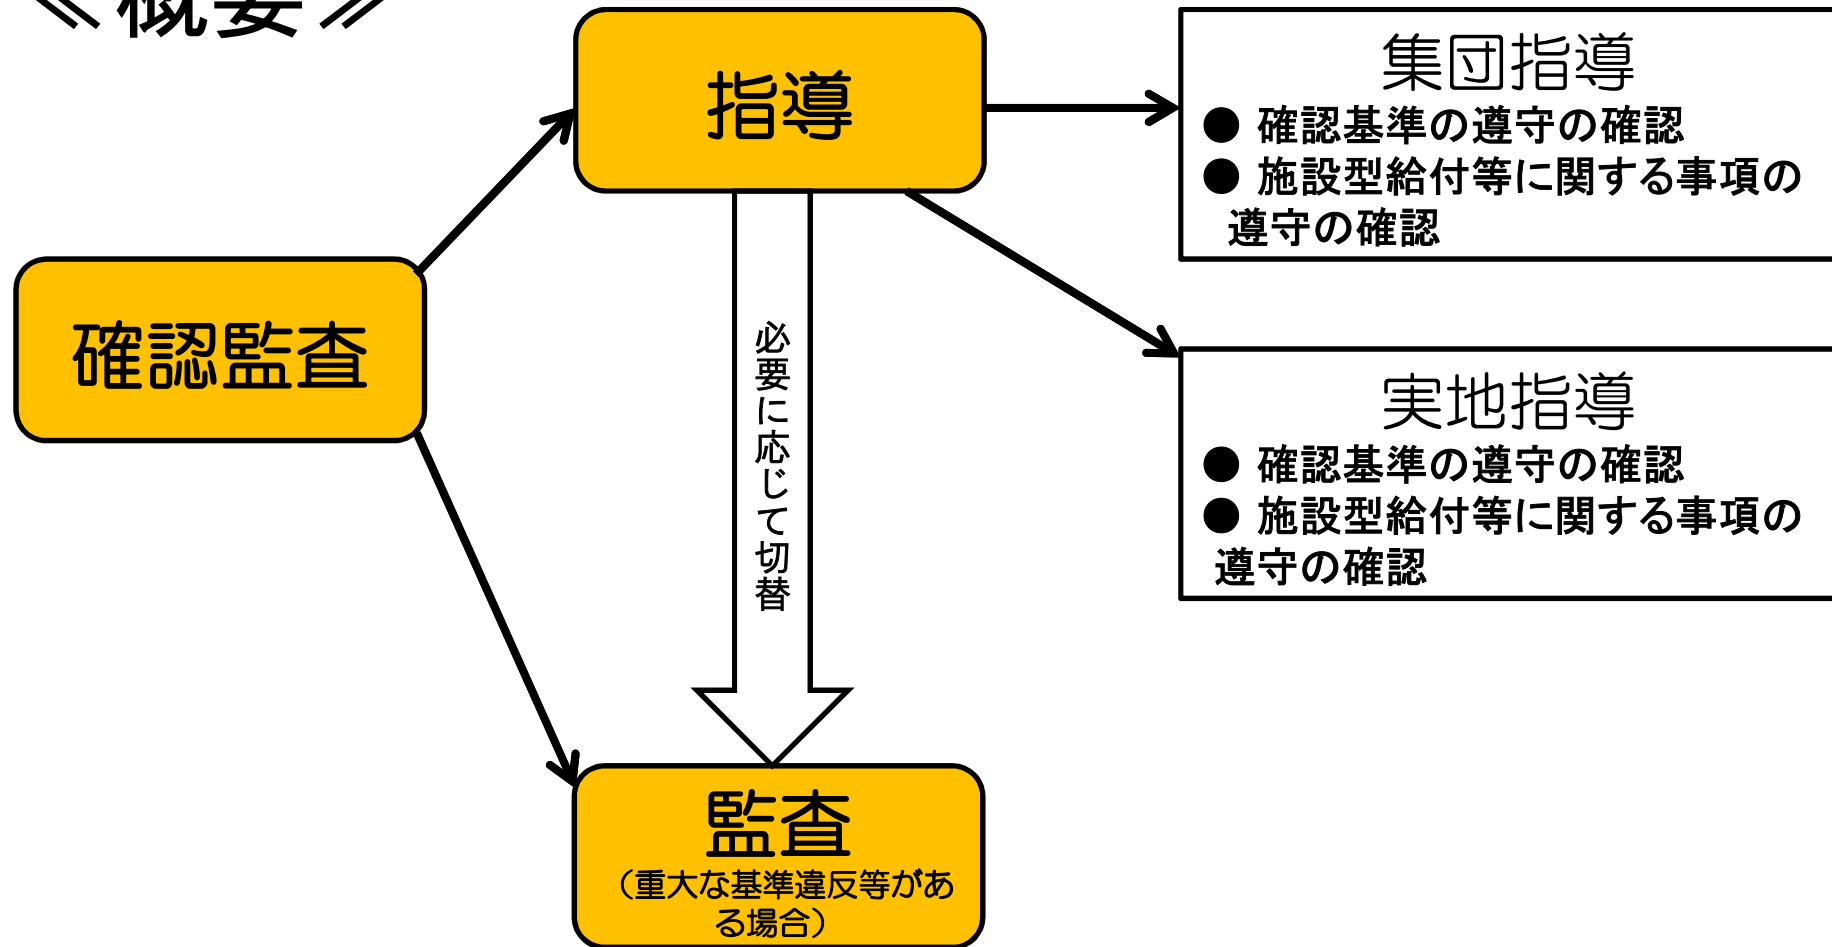 ≪概要≫
指導
集団指導
● 確認基準の遵守の確認
● 施設型給付等に関する事項の
遵守の確認
確認監査
必要に応じて切替
実地指導
● 確認基準の遵守の確認
● 施設型給付等に関する事項の
遵守の確認
監査
（重大な基準違反等があ
る場合）